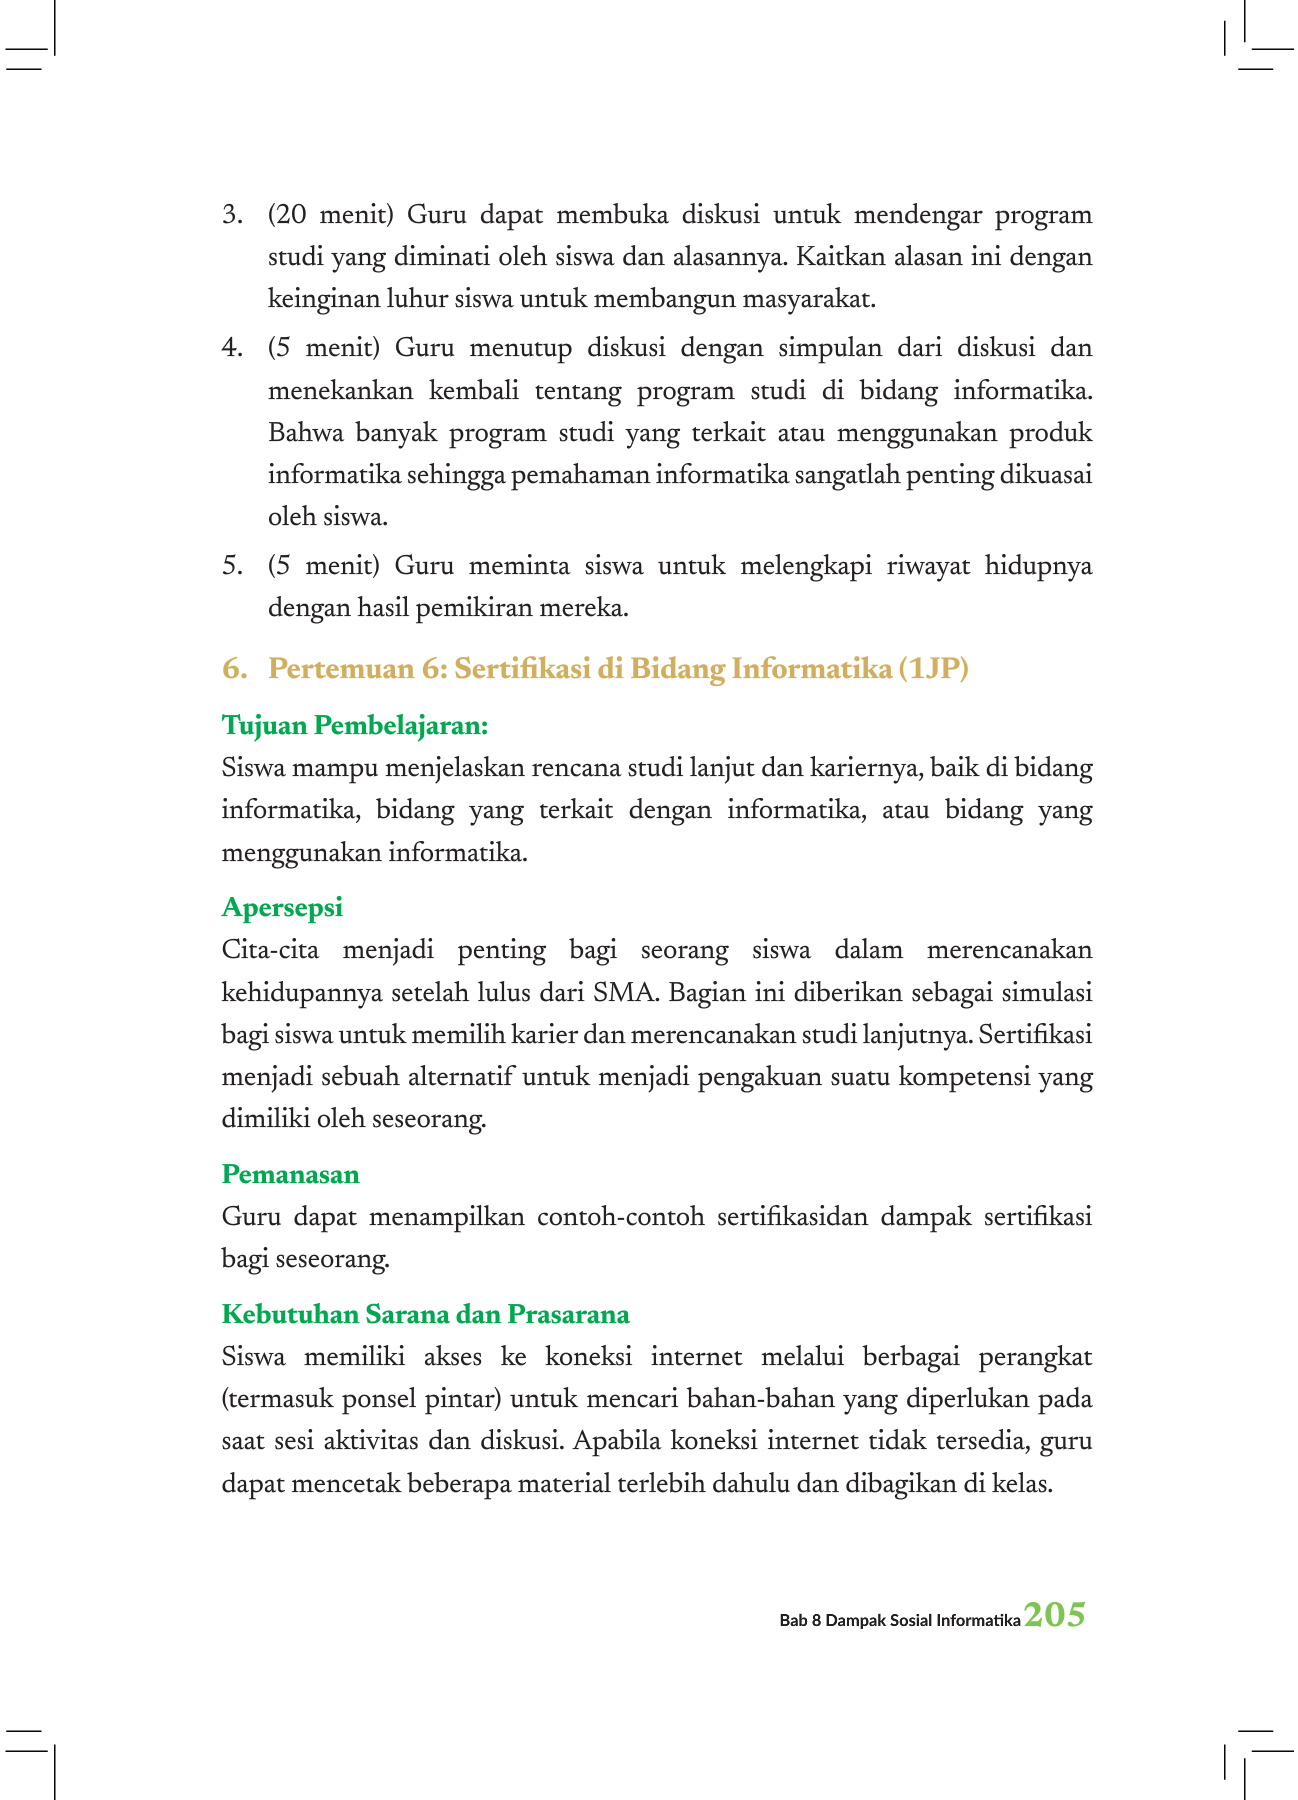 3. (20 menit) Guru dapat membuka diskusi untuk mendengar program
studi yang diminati oleh siswa dan alasannya. Kaitkan alasan ini dengan
keinginan luhur siswa untuk membangun masyarakat.
4. (5 menit) Guru menutup diskusi dengan simpulan dari diskusi dan
menekankan kembali tentang program studi di bidang informatika.
Bahwa banyak program studi yang terkait atau menggunakan produk
informatika sehingga pemahaman informatika sangatlah penting dikuasai
oleh siswa.
5. (5 menit) Guru meminta siswa untuk melengkapi riwayat hidupnya
dengan hasil pemikiran mereka.
6. Pertemuan 6: Sertifikasi di Bidang Informatika (1JP)
Tujuan Pembelajaran:
Siswa mampu menjelaskan rencana studi lanjut dan kariernya, baik di bidang
informatika, bidang yang terkait dengan informatika, atau bidang yang
menggunakan informatika.
Apersepsi
Cita-cita menjadi penting bagi seorang siswa dalam merencanakan
kehidupannya setelah lulus dari SMA. Bagian ini diberikan sebagai simulasi
bagi siswa untuk memilih karier dan merencanakan studi lanjutnya. Sertifikasi
menjadi sebuah alternatif untuk menjadi pengakuan suatu kompetensi yang
dimiliki oleh seseorang.
Pemanasan
Guru dapat menampilkan contoh-contoh sertifikasidan dampak sertifikasi
bagi seseorang.
Kebutuhan Sarana dan Prasarana
Siswa memiliki akses ke koneksi internet melalui berbagai perangkat
(termasuk ponsel pintar) untuk mencari bahan-bahan yang diperlukan pada
saat sesi aktivitas dan diskusi. Apabila koneksi internet tidak tersedia, guru
dapat mencetak beberapa material terlebih dahulu dan dibagikan di kelas.
Bab 8 Dampak Sosial Informatika 205